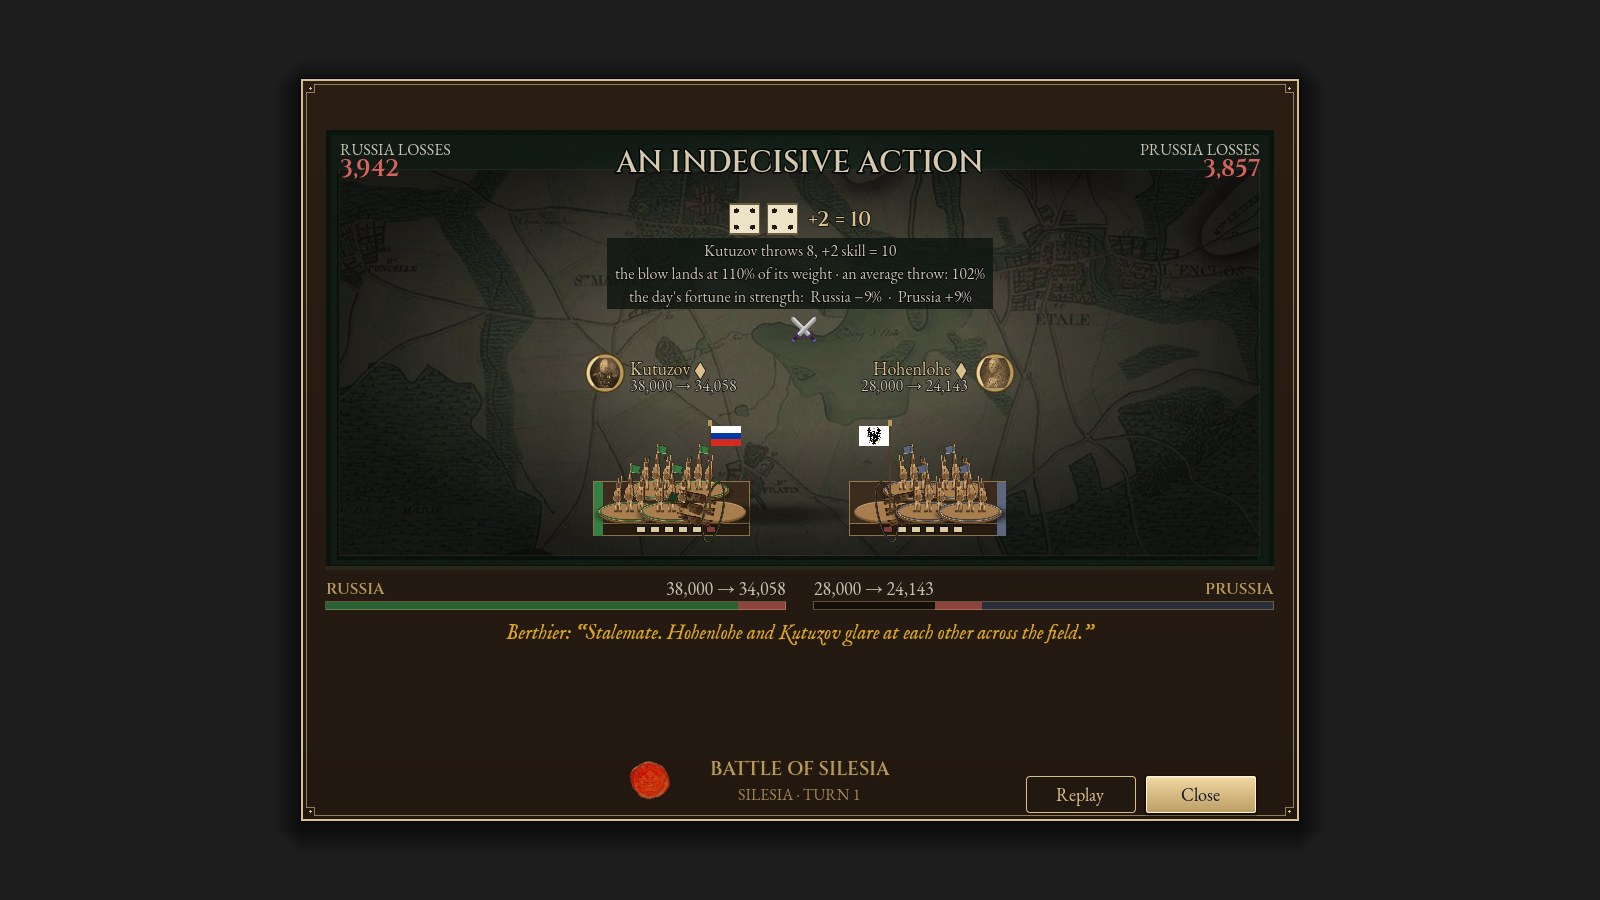 RUSSIA LOSSES
3,942
AN INDECISIVE ACTION
PRUSSIA LOSSES
3,857
+2 = 10
Kutuzov throws 8, +2 skill = 10
the blow lands at 110% of its weight · an average throw: 102%
the day's fortune in strength: Russia −9% · Prussia +9%
ETALE
Kutuzov
38,000 → 34,058
Hohenlohe
28,000 → 24,143
RUSSIA
38,000 → 34,058
28,000 → 24,143
PRUSSIA
Berthier: “Stalemate. Hohenlohe and Kutuzov glare at each other across the field.”
BATTLE OF SILESIA
SILESIA · TURN 1
Replay
Close